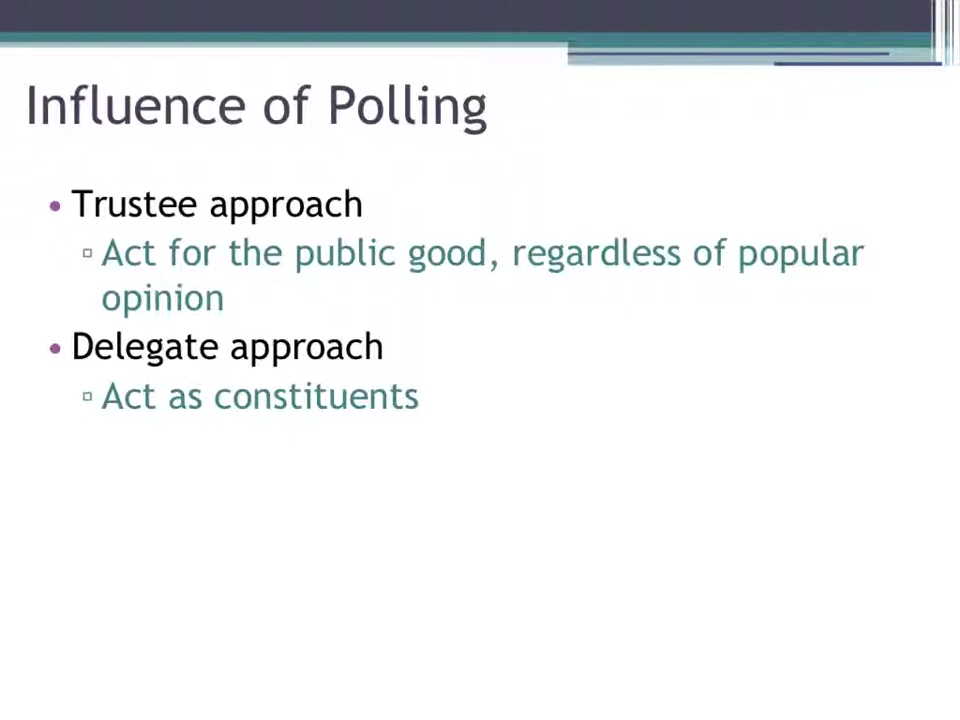 Influence of Polling
• Trustee approach
▫ Act for the public good, regardless of popular
opinion
• Delegate approach
▫ Act as constituents